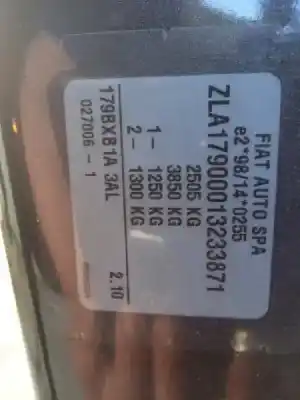 FIAT AUTO SPA
e2*98/14*0255
ZLA17900013233871
2505 KG
3850 KG
1- 1250 KG
2- 1300 KG
179BXB1A 3AL 2.10
027006 - 1